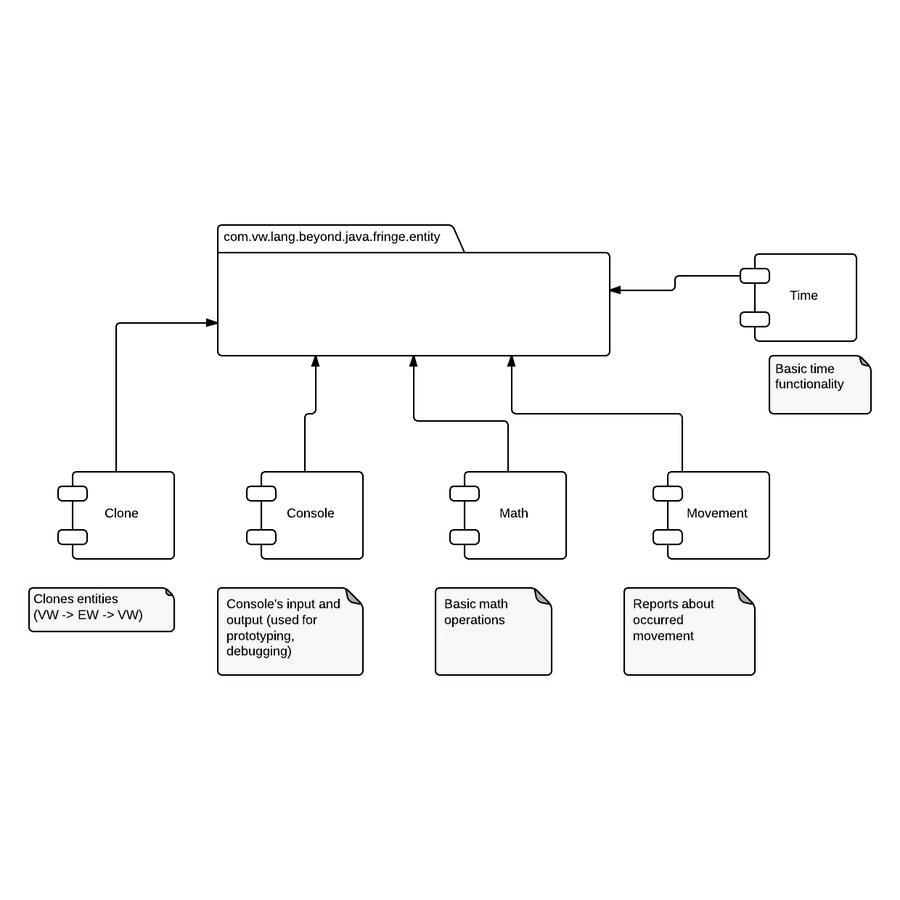 com.vw.lang.beyond.java.fringe.entity
Time
Basic time
functionality
Clone
Console
Math
Movement
Clones entities
(VW -> EW -> VW)
Console's input and
output (used for
prototyping,
debugging)
Basic math
operations
Reports about
occurred
movement